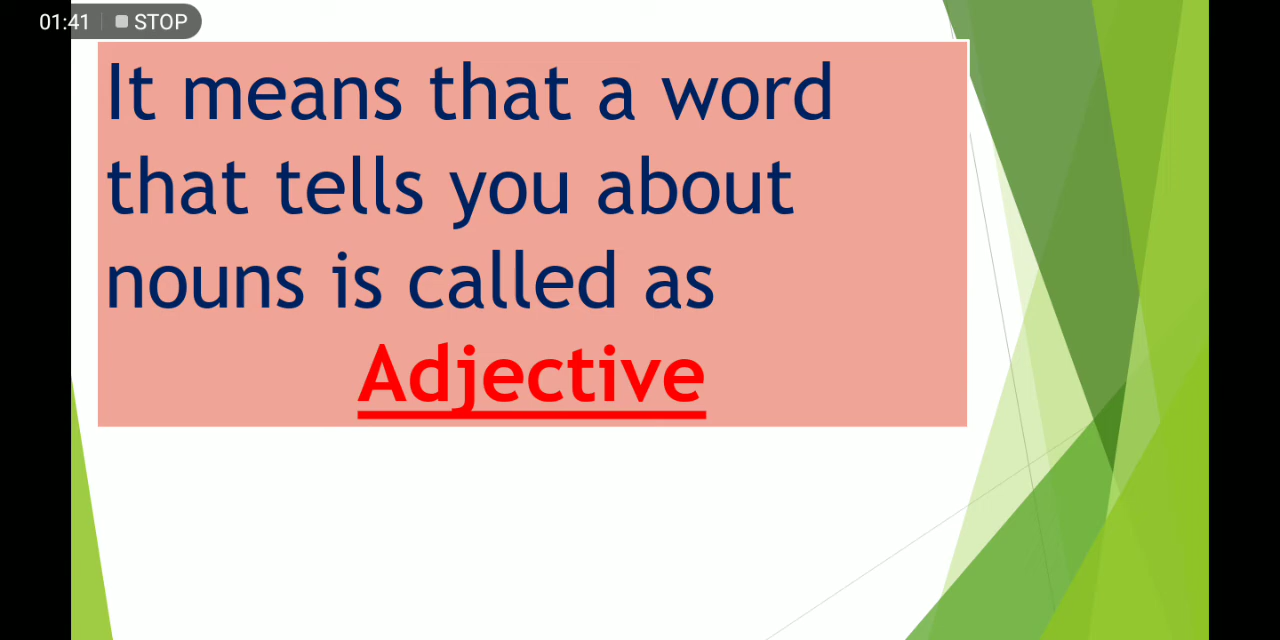 01:41 STOP
It means that a word
that tells you about
nouns is called as
Adjective